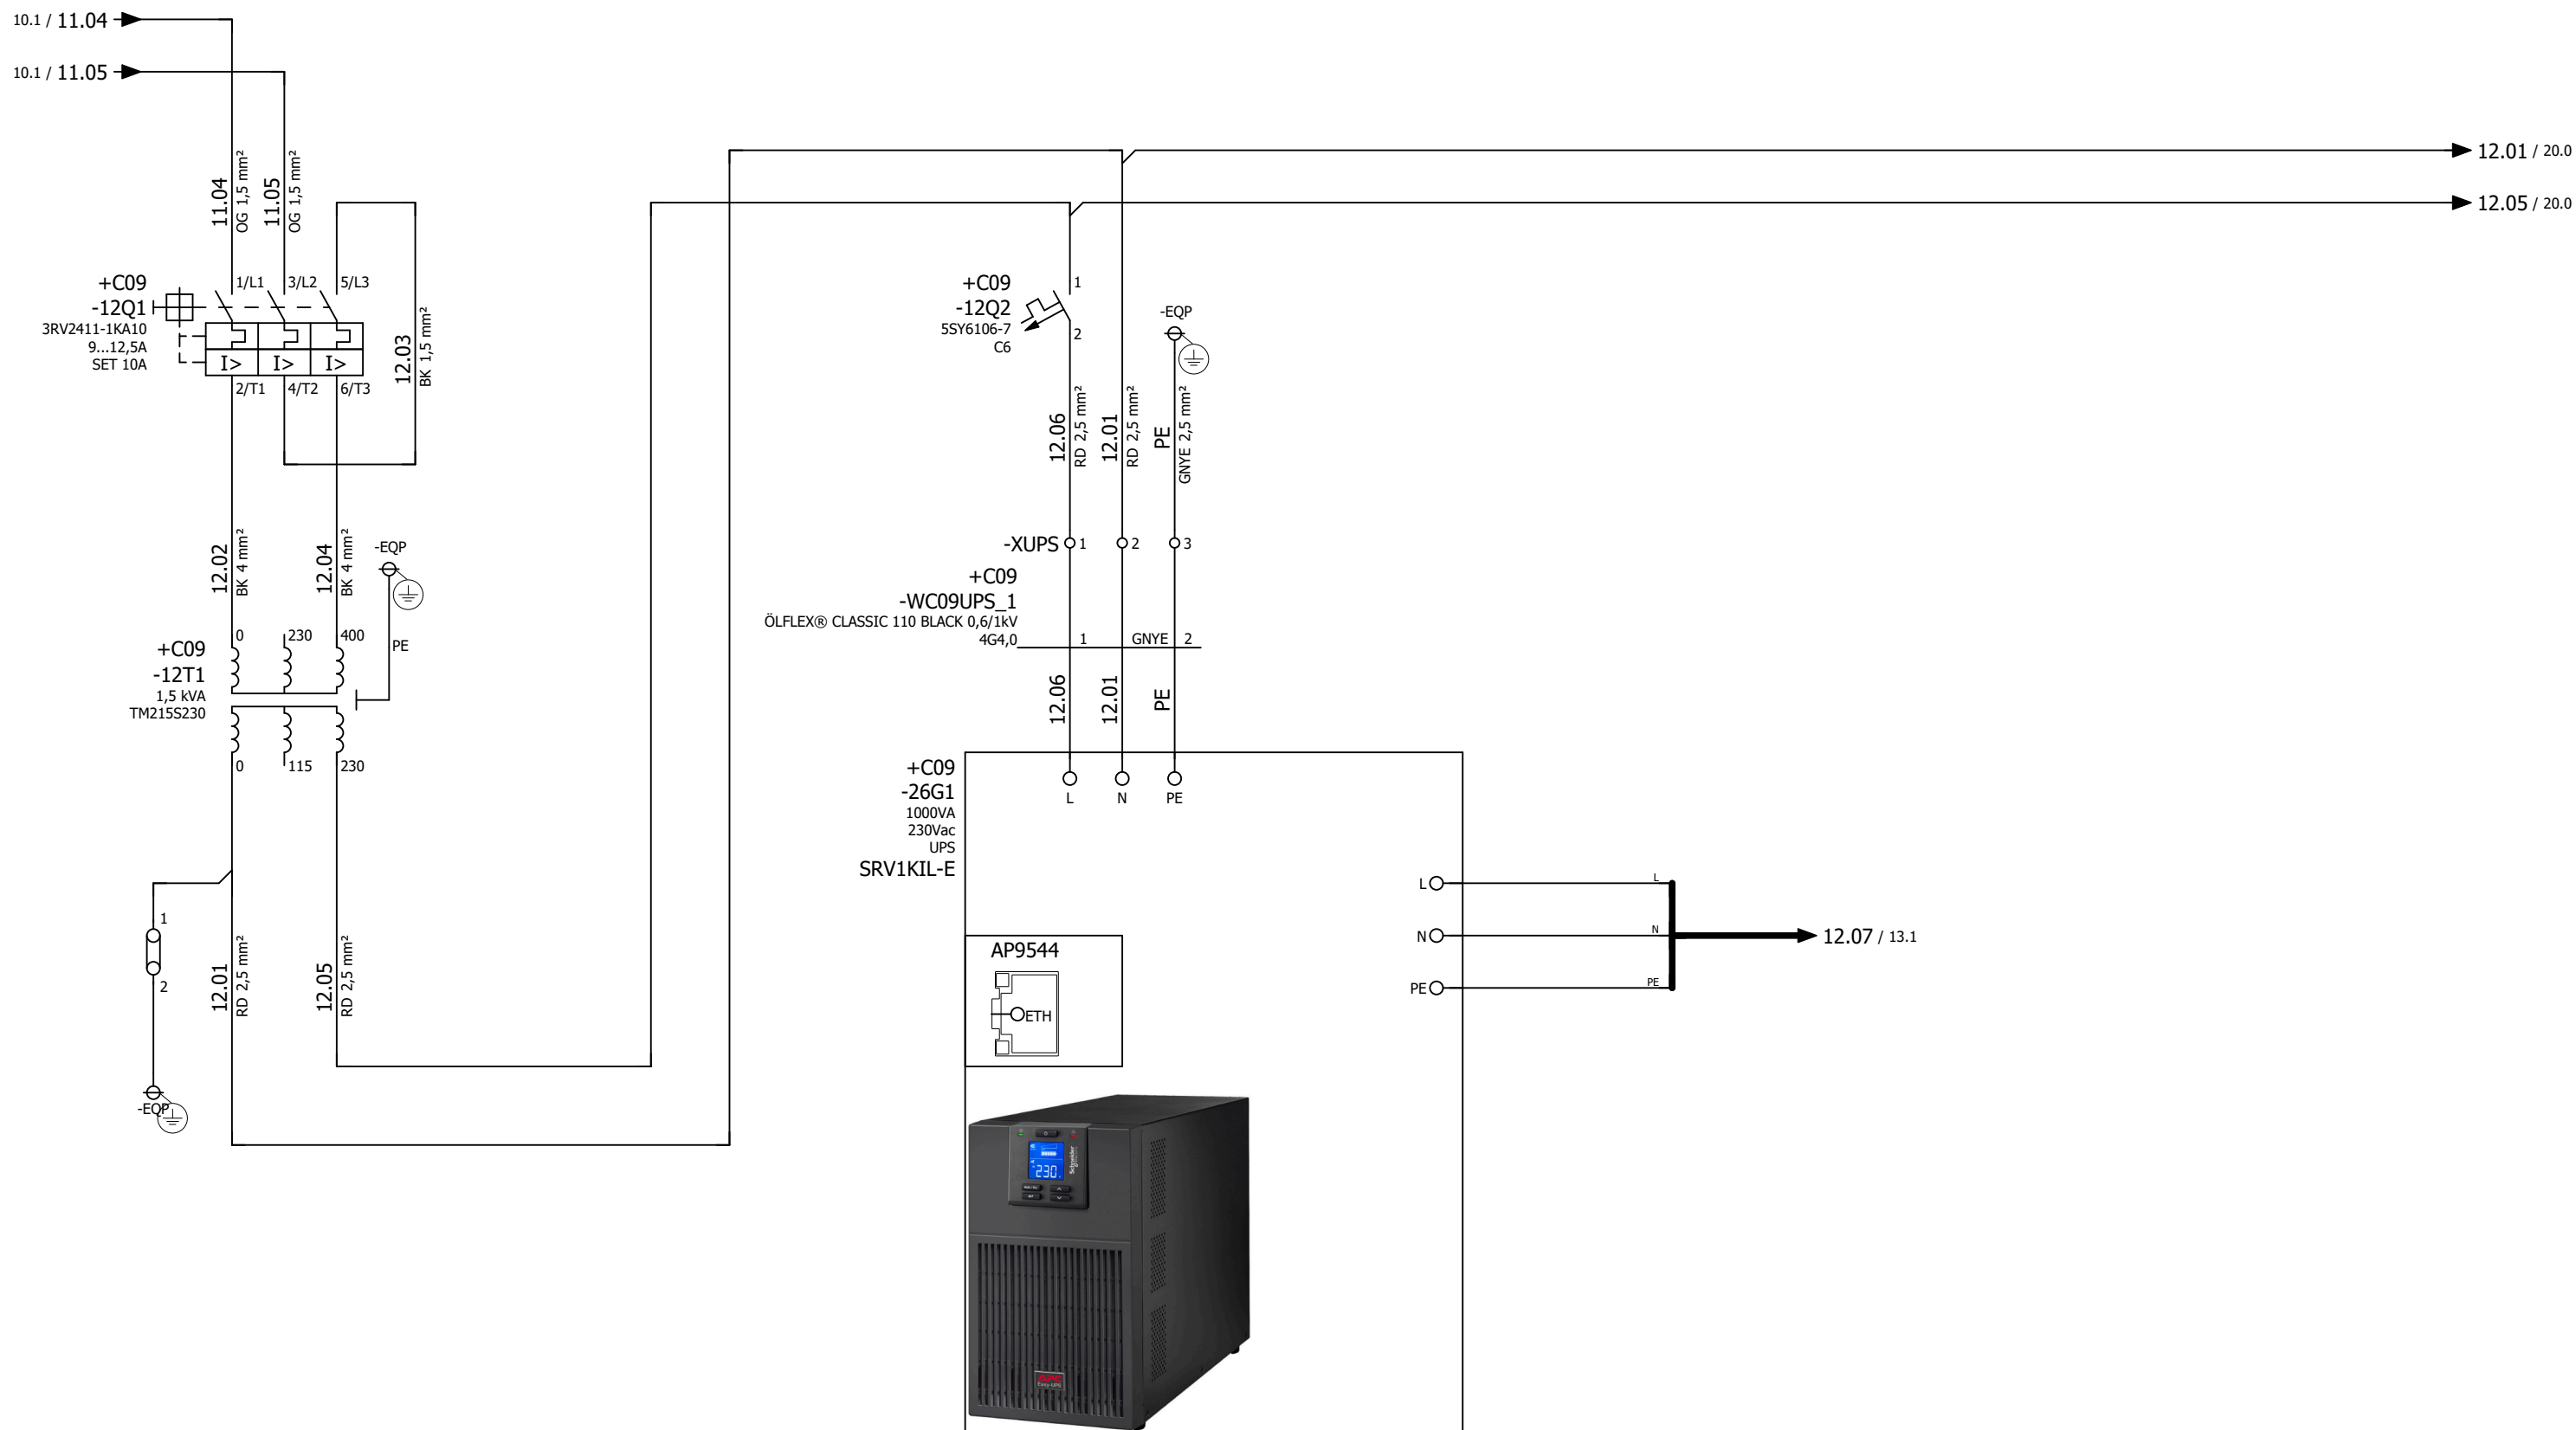 10.1 / 11.04
10.1 / 11.05
12.01 / 20.0
12.05 / 20.0
11.04
OG 1,5 mm²
11.05
OG 1,5 mm²
+C09
-12Q1
3RV2411-1KA10
9...12,5A
SET 10A
1/L1
3/L2
5/L3
I>
I>
I>
2/T1
4/T2
6/T3
12.03
BK 1,5 mm²
12.02
BK 4 mm²
12.04
BK 4 mm²
-EQP
PE
+C09
-12T1
1,5 kVA
TM215S230
0
230
400
0
115
230
1
2
-EQP
12.01
RD 2,5 mm²
12.05
RD 2,5 mm²
+C09
-12Q2
5SY6106-7
C6
1
2
-EQP
12.06
RD 2,5 mm²
12.01
RD 2,5 mm²
PE
GNYE 2,5 mm²
-XUPS
1
2
3
+C09
-WC09UPS_1
ÖLFLEX® CLASSIC 110 BLACK 0,6/1kV
4G4,0
1
GNYE
2
12.06
12.01
PE
+C09
-26G1
1000VA
230Vac
UPS
SRV1KIL-E
L
N
PE
L
N
PE
L
N
PE
12.07 / 13.1
AP9544
ETH
Schneider
230
APC
Easy-UPS